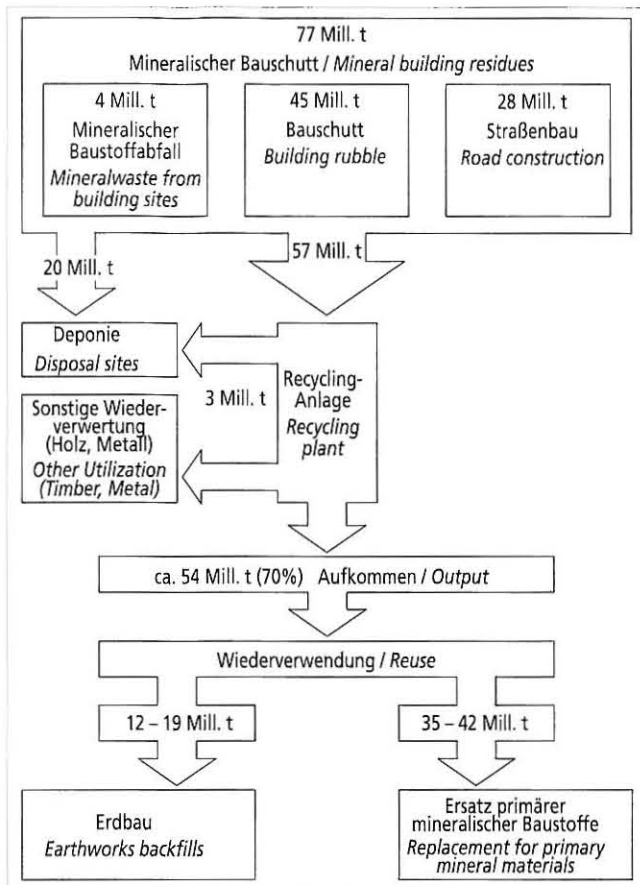 77 Mill. t
Mineralischer Bauschutt / Mineral building residues
4 Mill. t
Mineralischer
Baustoffabfall
Mineralwaste from
building sites
45 Mill. t
Bauschutt
Building rubble
28 Mill. t
Straßenbau
Road construction
20 Mill. t
57 Mill. t
Deponie
Disposal sites
3 Mill. t
Recycling-
Anlage
Recycling
plant
Sonstige Wieder-
verwertung
(Holz, Metall)
Other Utilization
(Timber, Metal)
ca. 54 Mill. t (70%) Aufkommen / Output
Wiederverwendung / Reuse
12 – 19 Mill. t
35 – 42 Mill. t
Erdbau
Earthworks backfills
Ersatz primärer
mineralischer Baustoffe
Replacement for primary
mineral materials